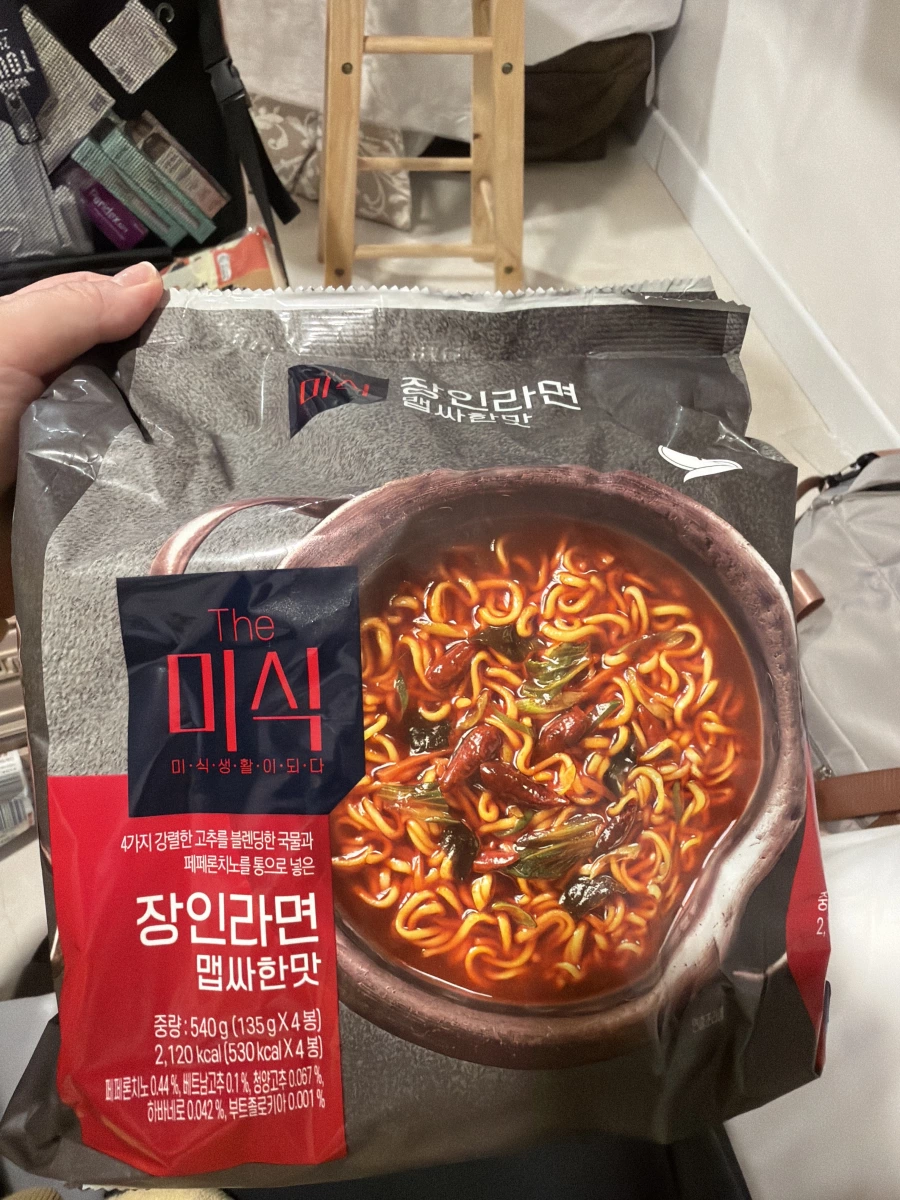 미식
장인라면
맵싸한맛
The
미식
미·식·생·활·이·되·다
4가지 강렬한 고추를 블렌딩한 국물과
페페론치노를 통으로 넣은
장인라면
맵싸한맛
중량 : 540 g (135 g X 4 봉)
2,120 kcal (530 kcal X 4 봉)
페페론치노 0.44 %, 베트남고추 0.1 %, 청양고추 0.067 %,
하바네로 0.042 %, 부트졸로키아 0.001 %
중
2,